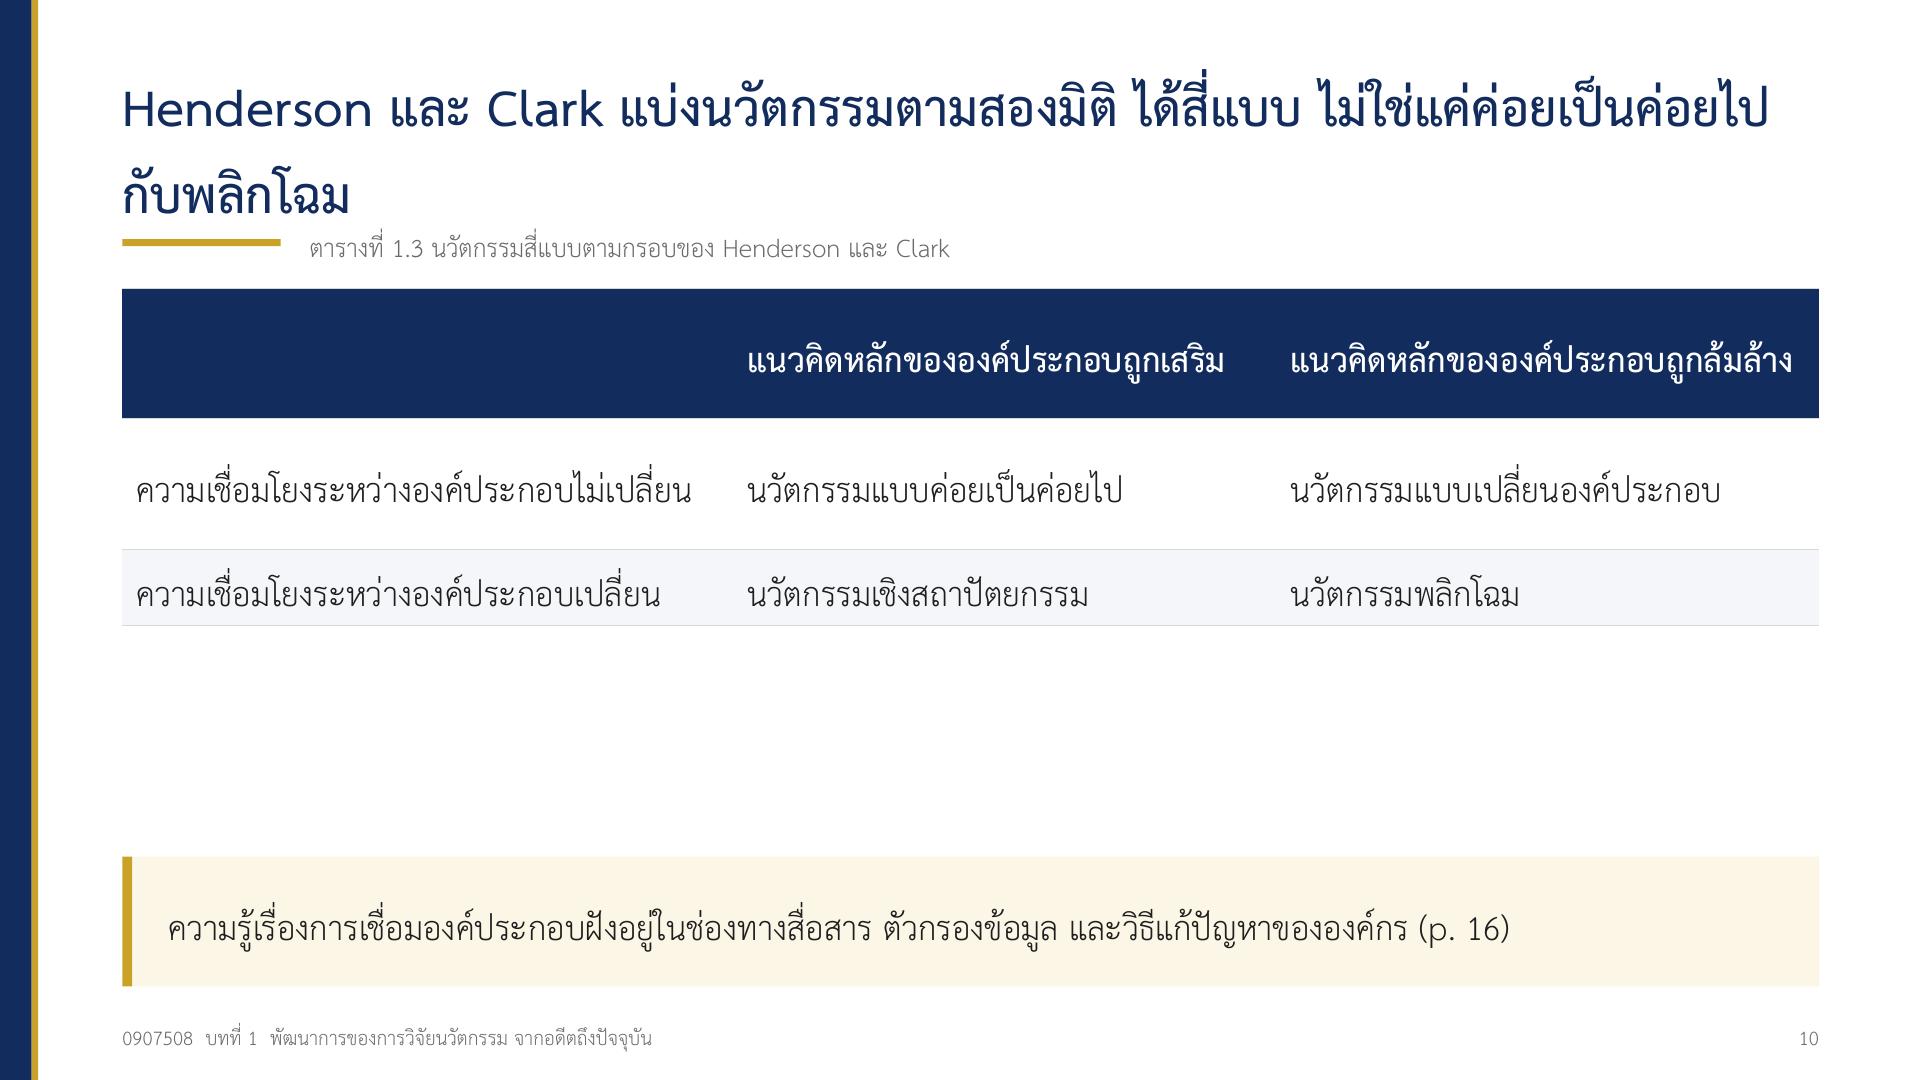 Henderson และ Clark แบ่งนวัตกรรมตามสองมิติ ได้สี่แบบ ไม่ใช่แค่ค่อยเป็นค่อยไป
กับพลิกโฉม
ตารางที่ 1.3 นวัตกรรมสี่แบบตามกรอบของ Henderson และ Clark
แนวคิดหลักขององค์ประกอบถูกเสริม แนวคิดหลักขององค์ประกอบถูกล้มล้าง
ความเชื่อมโยงระหว่างองค์ประกอบไม่เปลี่ยน นวัตกรรมแบบค่อยเป็นค่อยไป นวัตกรรมแบบเปลี่ยนองค์ประกอบ
ความเชื่อมโยงระหว่างองค์ประกอบเปลี่ยน นวัตกรรมเชิงสถาปัตยกรรม นวัตกรรมพลิกโฉม
ความรู้เรื่องการเชื่อมองค์ประกอบฝังอยู่ในช่องทางสื่อสาร ตัวกรองข้อมูล และวิธีแก้ปัญหาขององค์กร (p. 16)
0907508 บทที่ 1 พัฒนาการของการวิจัยนวัตกรรม จากอดีตถึงปัจจุบัน 10